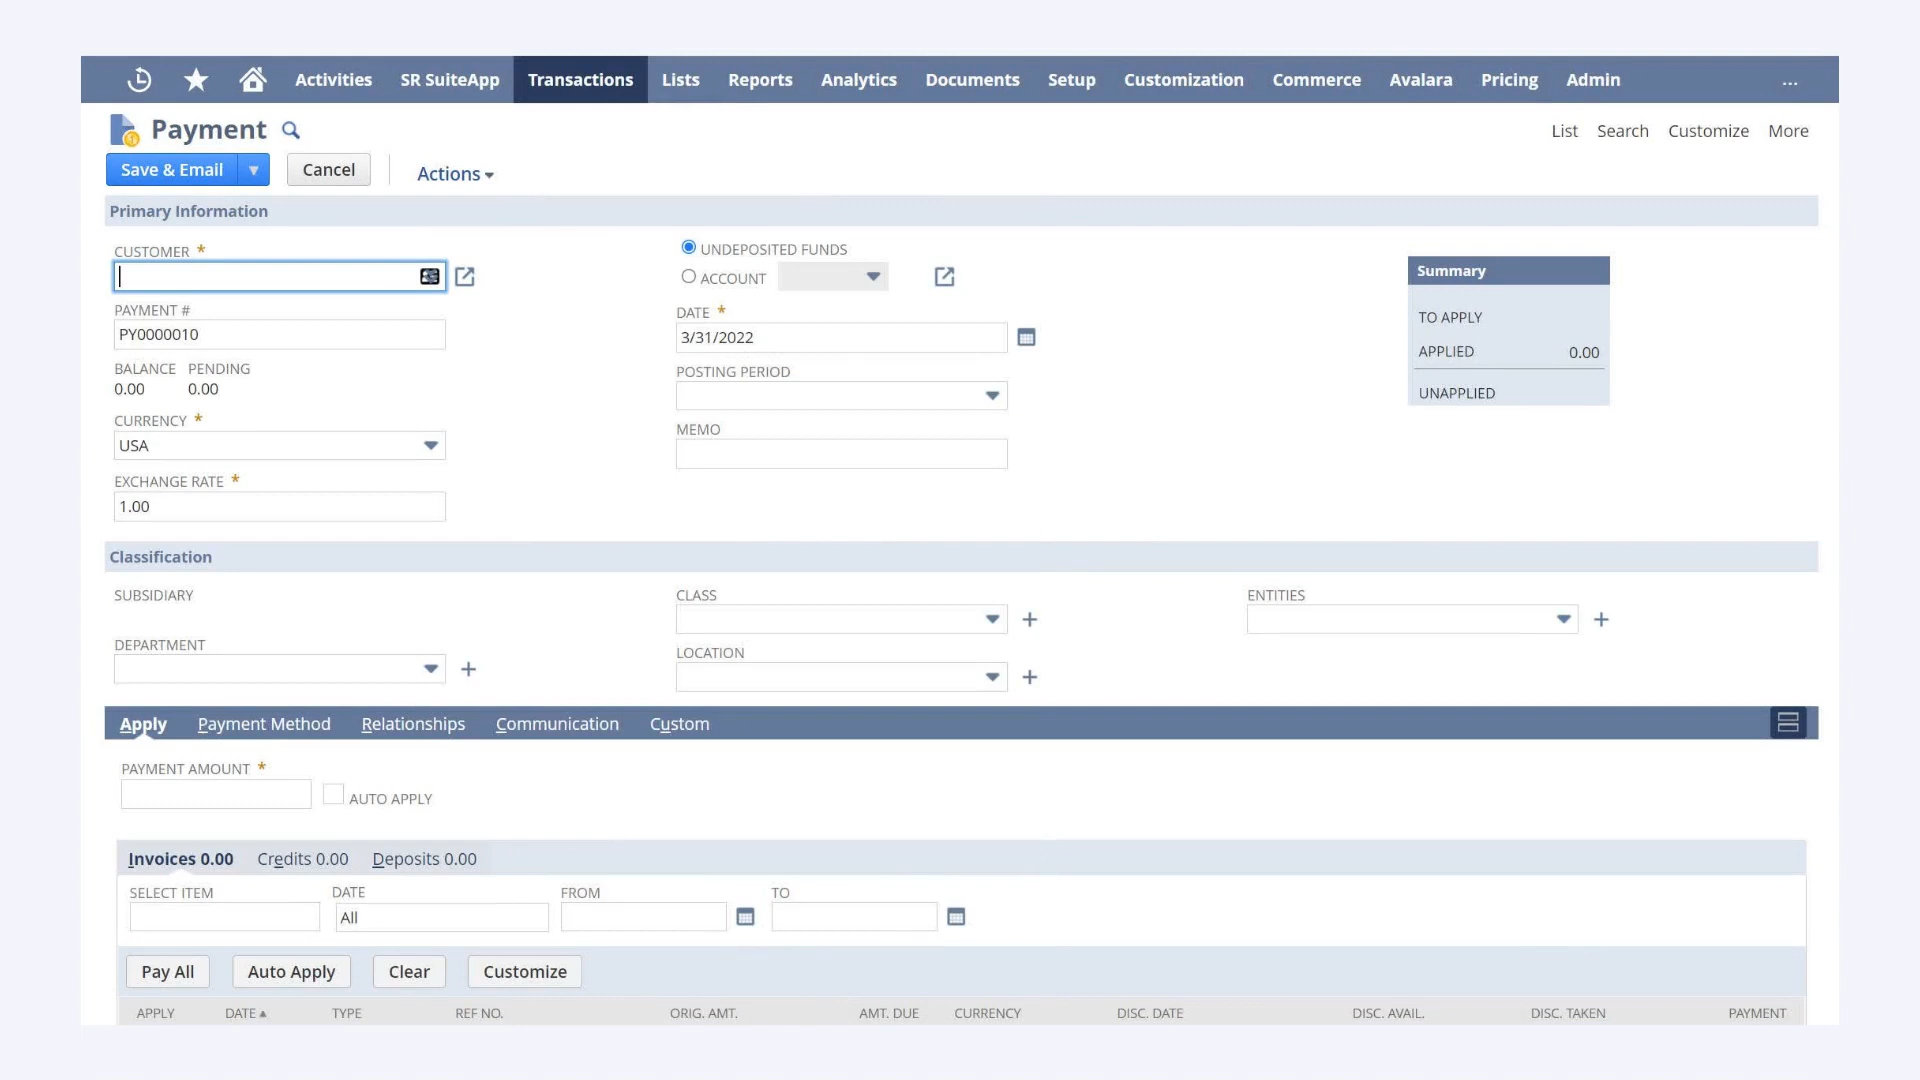 Activities SR SuiteApp Transactions Lists Reports Analytics Documents Setup Customization Commerce Avalara Pricing Admin ...
Payment
List Search Customize More
Save & Email Cancel Actions
Primary Information
CUSTOMER *
PAYMENT #
PY0000010
BALANCE PENDING
0.00 0.00
CURRENCY *
USA
EXCHANGE RATE *
1.00
UNDEPOSITED FUNDS
ACCOUNT
DATE *
3/31/2022
POSTING PERIOD
MEMO
Summary
TO APPLY
APPLIED 0.00
UNAPPLIED
Classification
SUBSIDIARY
DEPARTMENT
CLASS
LOCATION
ENTITIES
Apply Payment Method Relationships Communication Custom
PAYMENT AMOUNT *
AUTO APPLY
Invoices 0.00 Credits 0.00 Deposits 0.00
SELECT ITEM DATE FROM TO
All
Pay All Auto Apply Clear Customize
APPLY DATE ▲ TYPE REF NO. ORIG. AMT. AMT. DUE CURRENCY DISC. DATE DISC. AVAIL. DISC. TAKEN PAYMENT